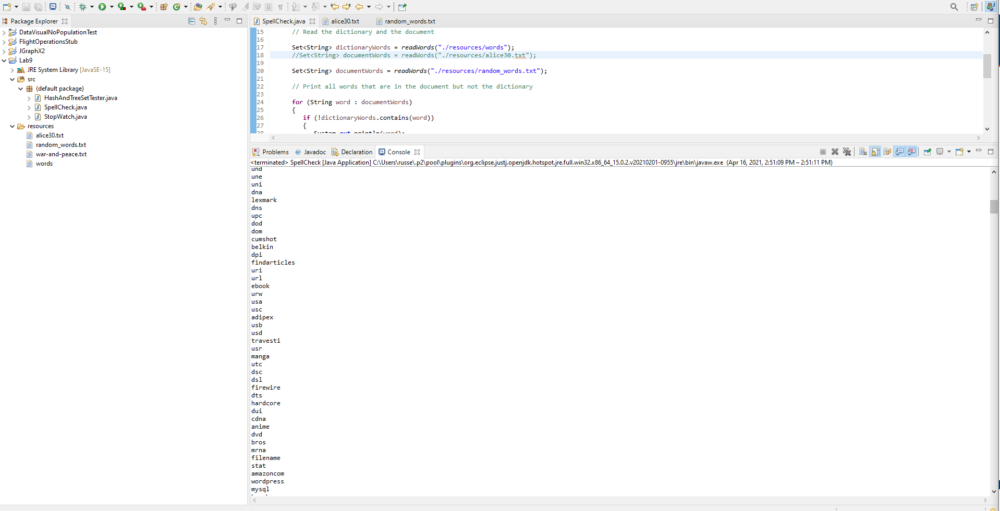 Package Explorer
DataVisualNoPopulationTest
FlightOperationsStub
JGraphX2
Lab9
JRE System Library [JavaSE-15]
src
(default package)
HashAndTreeSetTester.java
SpellCheck.java
StopWatch.java
resources
alice30.txt
random_words.txt
war-and-peace.txt
words
SpellCheck.java alice30.txt random_words.txt
15 // Read the dictionary and the document
16
17 Set<String> dictionaryWords = readWords("./resources/words");
18 //Set<String> documentWords = readWords("./resources/alice30.txt");
19
20 Set<String> documentWords = readWords("./resources/random_words.txt");
21
22 // Print all words that are in the document but not the dictionary
23
24 for (String word : documentWords)
25 {
26 if (!dictionaryWords.contains(word))
27 {
28 System.out.println(word);
Problems @ Javadoc Declaration Console
<terminated> SpellCheck [Java Application] C:\Users\russe\.p2\pool\plugins\org.eclipse.justj.openjdk.hotspot.jre.full.win32.x86_64_15.0.2.v20210201-0955\jre\bin\javaw.exe (Apr 16, 2021, 2:51:09 PM – 2:51:11 PM)
und
une
uni
dna
lexmark
dns
upc
dod
dom
cumshot
belkin
dpi
findarticles
uri
url
ebook
urw
usa
usc
adipex
usb
usd
travesti
usr
manga
utc
dsc
dsl
firewire
dts
hardcore
dui
cdna
anime
dvd
bros
mrna
filename
stat
amazoncom
wordpress
mysql